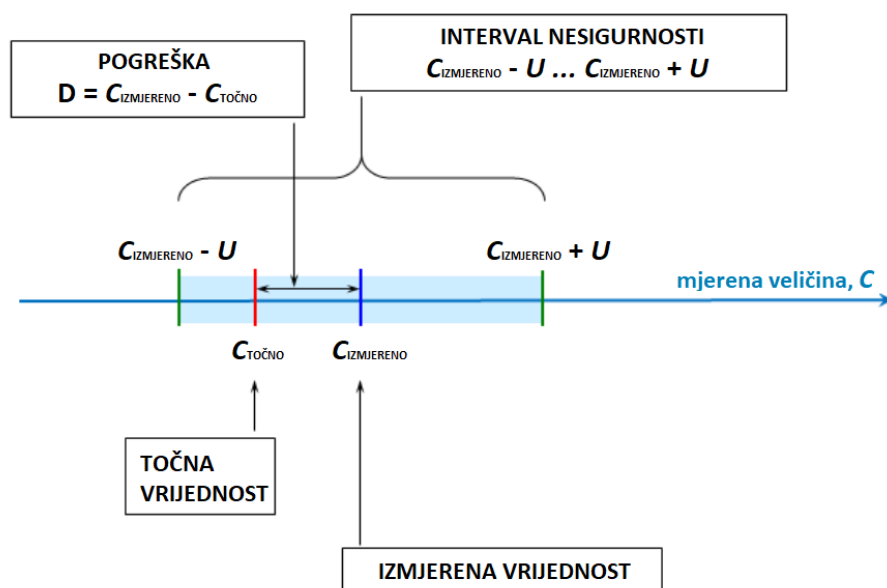 POGREŠKA
D = CIZMJERENO - CTOČNO
INTERVAL NESIGURNOSTI
CIZMJERENO - U ... CIZMJERENO + U
CIZMJERENO - U
CIZMJERENO + U
mjerena veličina, C
CTOČNO
CIZMJERENO
TOČNA
VRIJEDNOST
IZMJERENA VRIJEDNOST